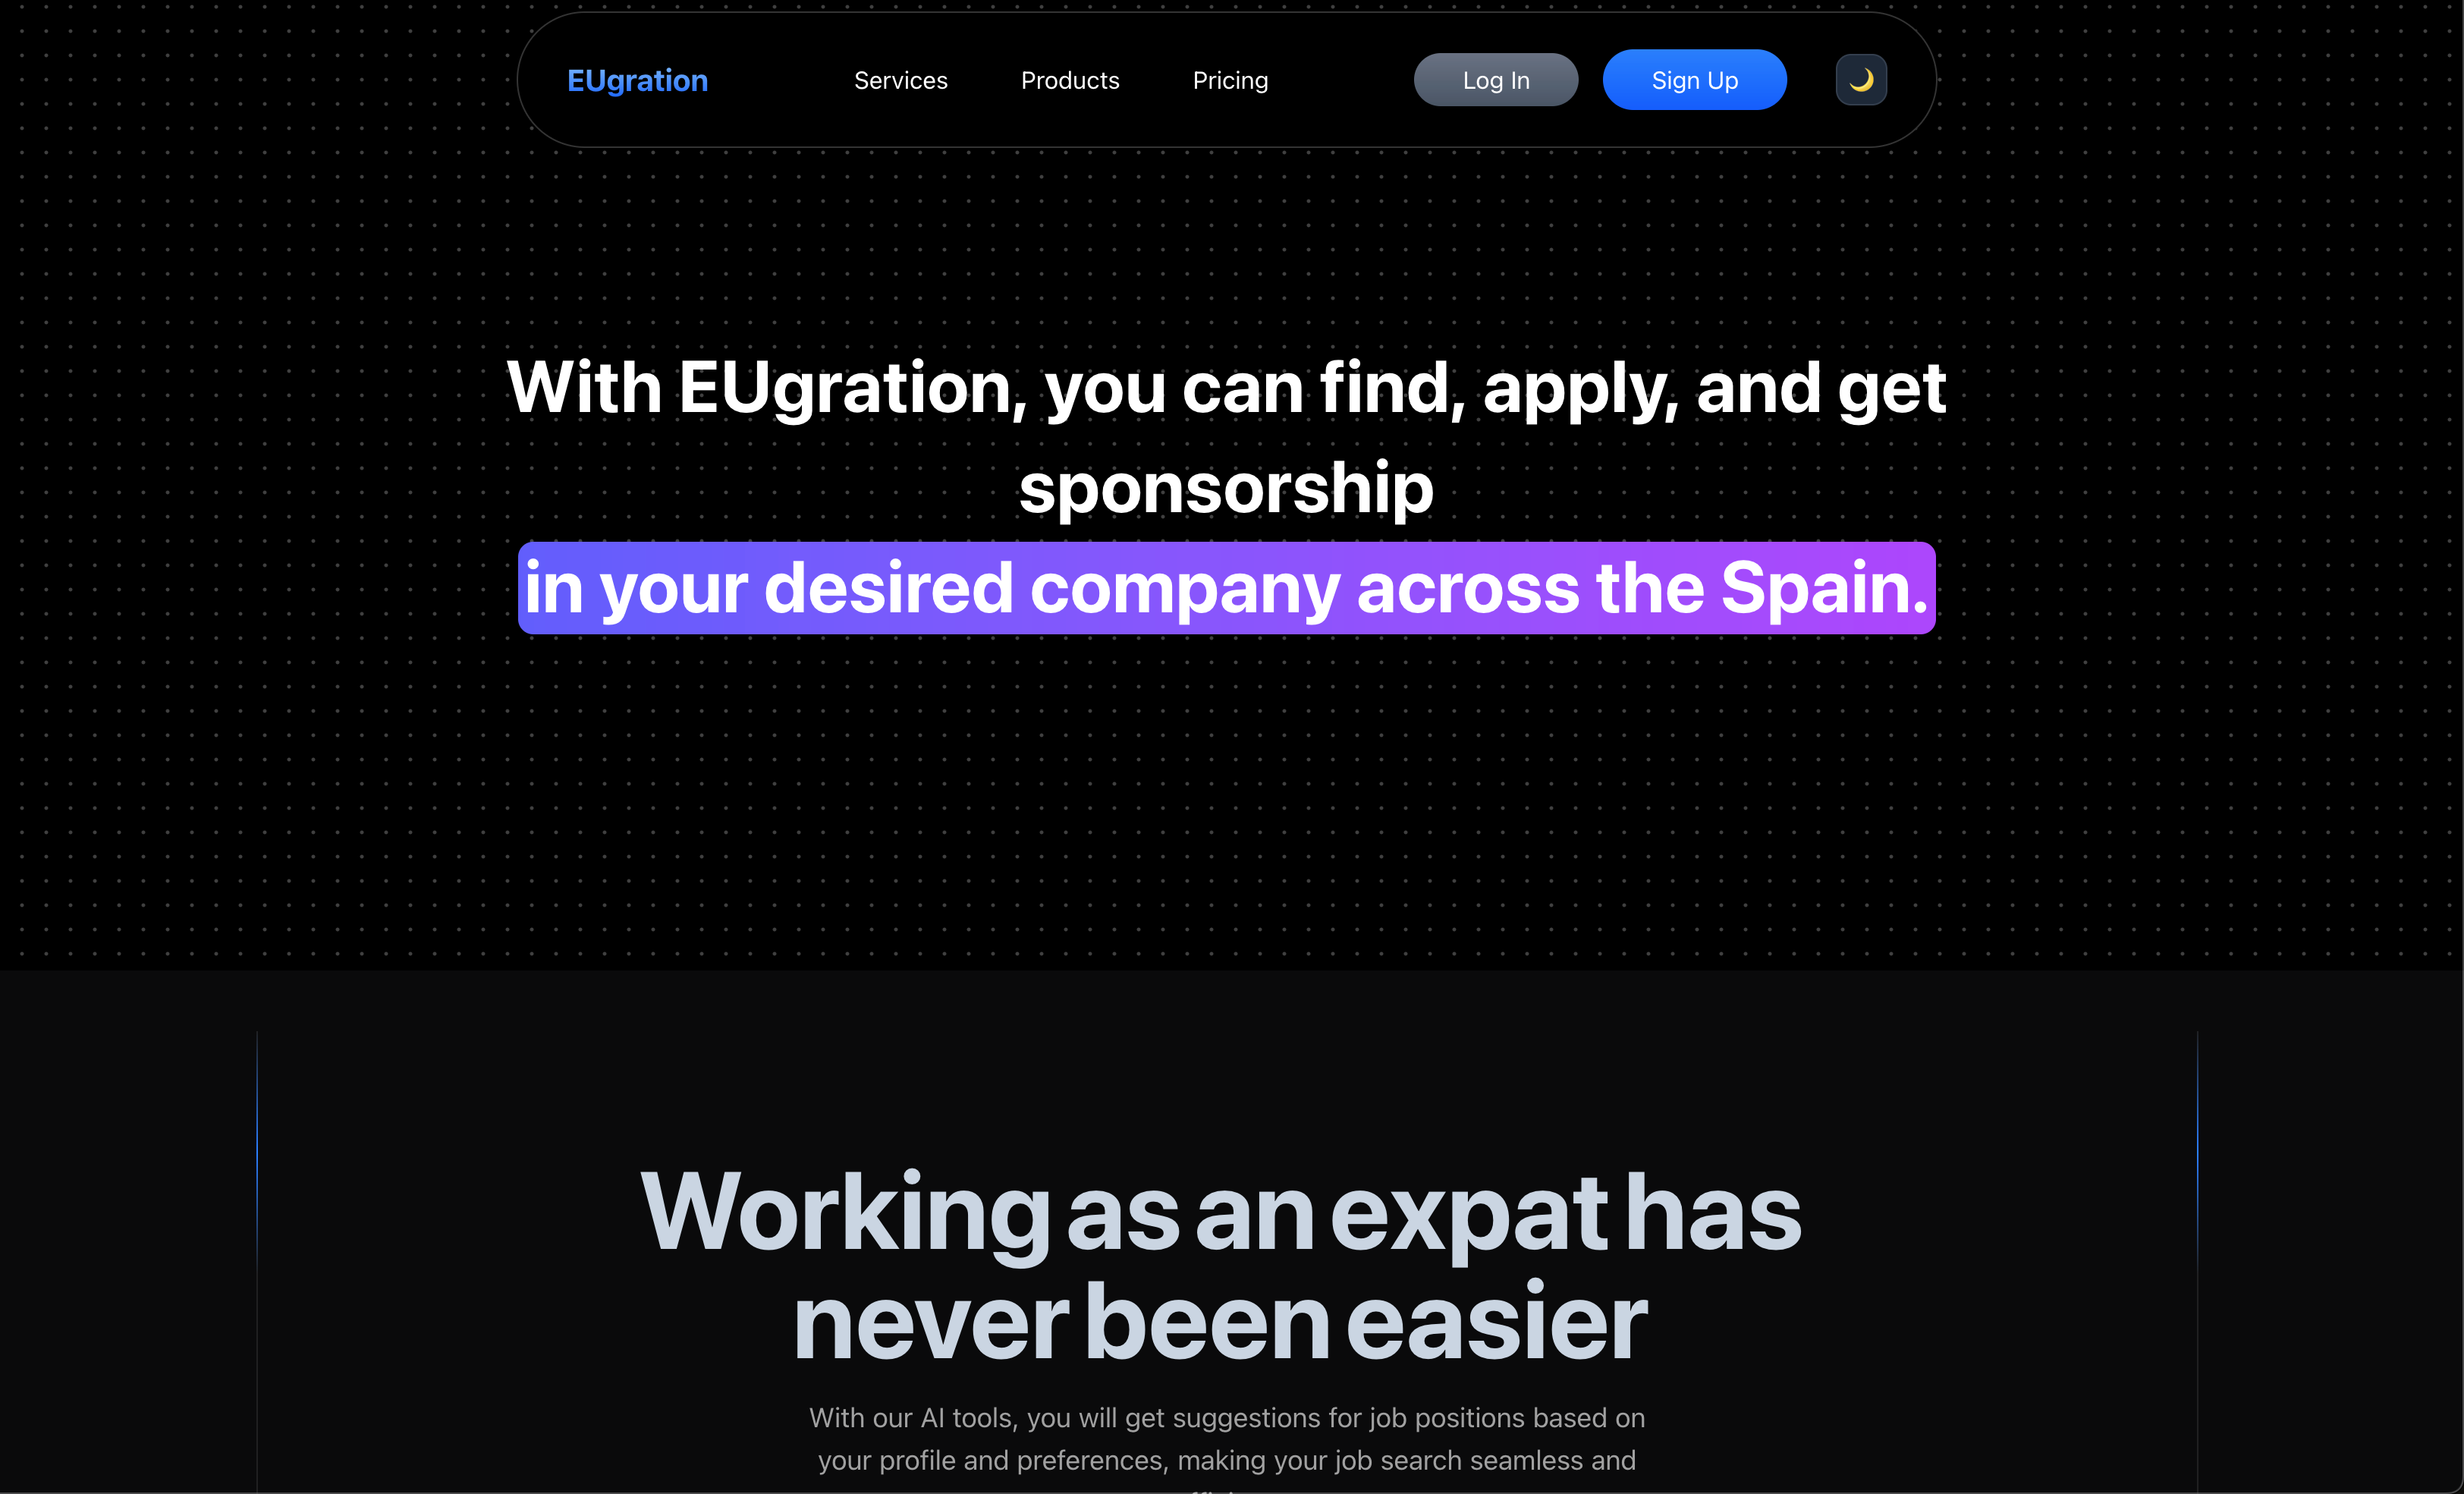 EUgration
Services
Products
Pricing
Log In
Sign Up
With EUgration, you can find, apply, and get
sponsorship
in your desired company across the Spain.
Working as an expat has
never been easier
With our AI tools, you will get suggestions for job positions based on
your profile and preferences, making your job search seamless and